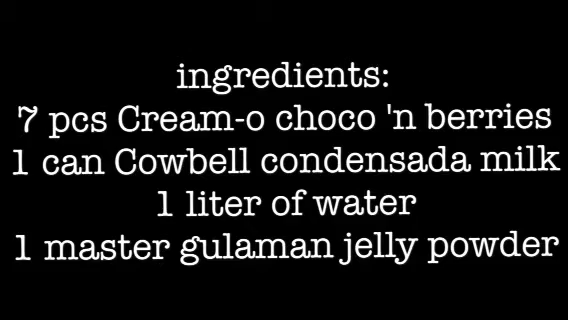 ingredients:
7 pcs Cream-o choco 'n berries
1 can Cowbell condensada milk
1 liter of water
1 master gulaman jelly powder